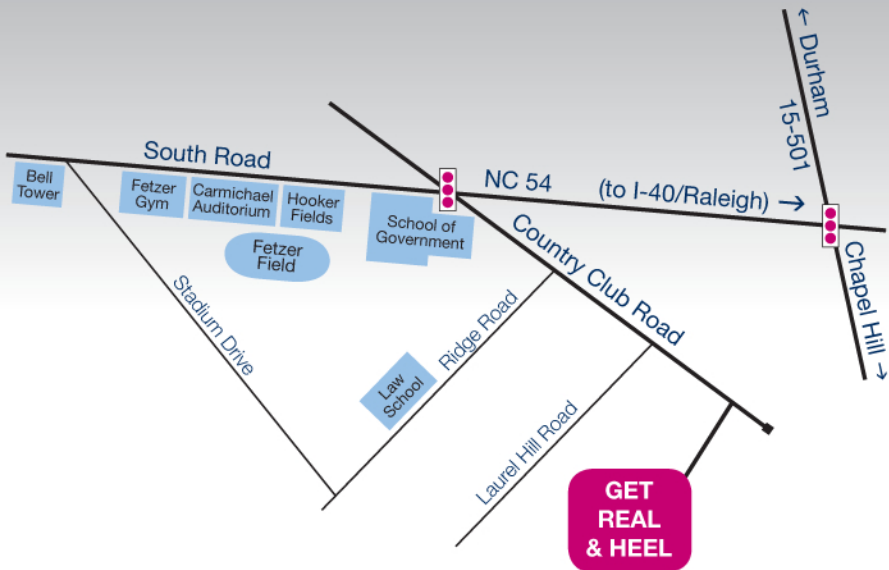 ← Durham
15-501
South Road
NC 54
(to I-40/Raleigh) →
Bell
Tower
Fetzer
Gym
Carmichael
Auditorium
Hooker
Fields
School of
Government
Fetzer
Field
Country Club Road
Chapel Hill →
Stadium Drive
Ridge Road
Law
School
Laurel Hill Road
GET
REAL
& HEEL